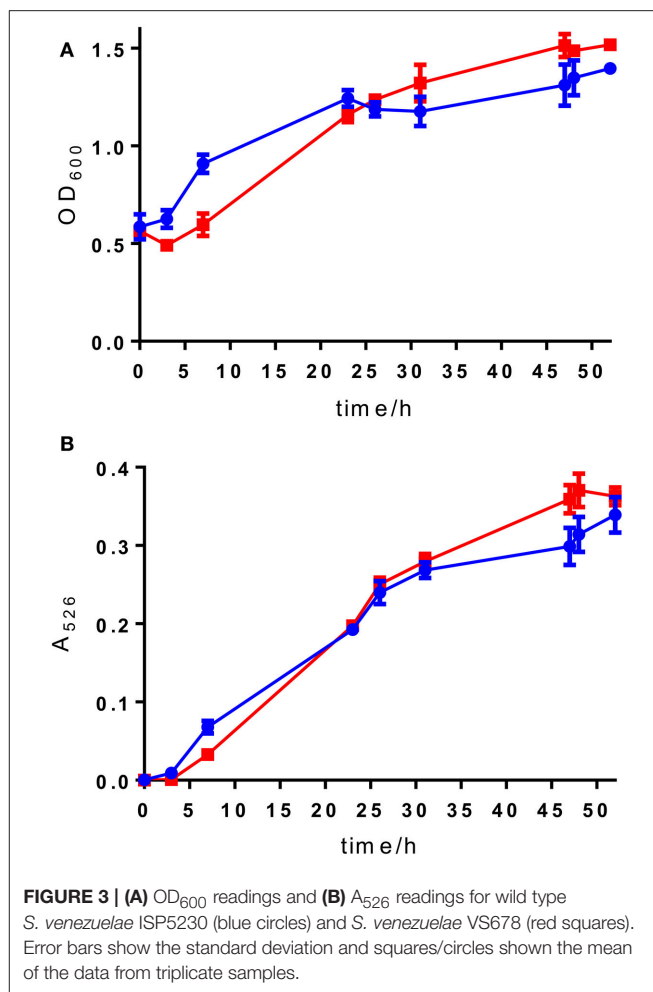 A
1.5
1.0
0.5
0.0
OD600
0 5 10 15 20 25 30 35 40 45 50
time/h
B
0.4
0.3
0.2
0.1
0.0
A526
0 5 10 15 20 25 30 35 40 45 50
time/h
FIGURE 3 | (A) OD600 readings and (B) A526 readings for wild type
S. venezuelae ISP5230 (blue circles) and S. venezuelae VS678 (red squares).
Error bars show the standard deviation and squares/circles shown the mean
of the data from triplicate samples.